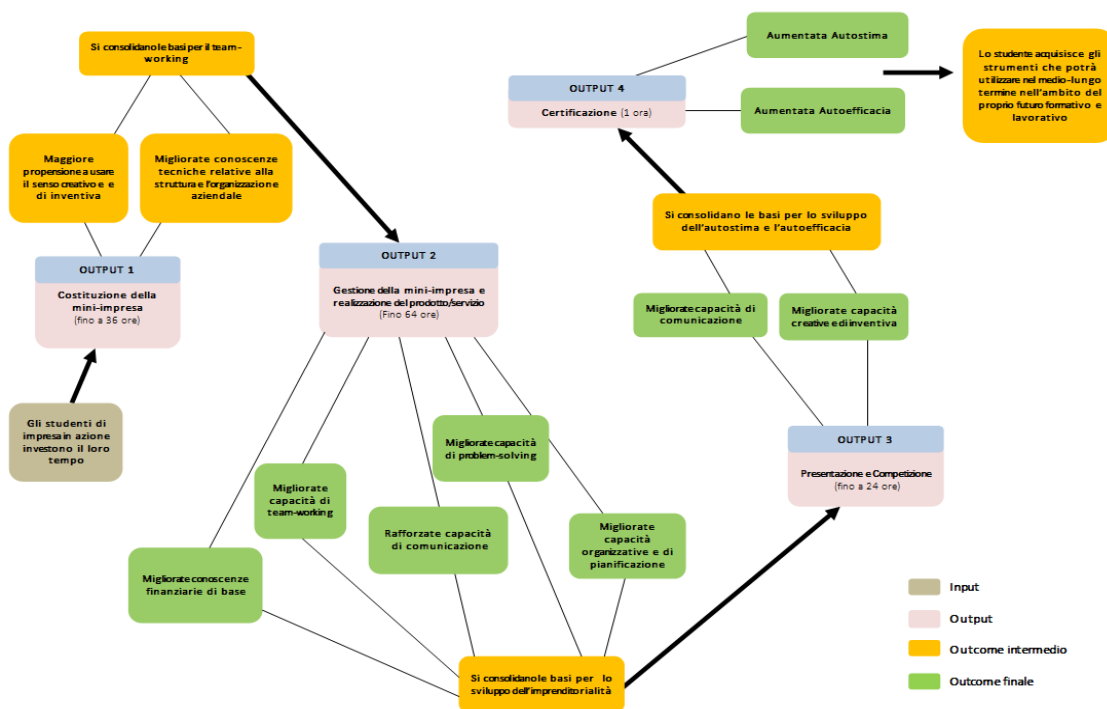 Si consolidano le basi per il team-
working
Maggiore
propensione a usare
il senso creativo e e
di inventiva
Migliorate conoscenze
tecniche relative alla
struttura e l'organizzazione
aziendale
OUTPUT 1
Costituzione della
mini-impresa
(fino a 36 ore)
Gli studenti di
impresa in azione
investono il loro
tempo
OUTPUT 2
Gestione della mini-impresa e
realizzazione del prodotto/servizio
(Fino 64 ore)
Migliorate conoscenze
finanziarie di base
Migliorate
capacità di
team-working
Rafforzate capacità
di comunicazione
Migliorate capacità
di problem-solving
Migliorate
capacità
organizzative e di
pianificazione
Si consolidano le basi per lo
sviluppo dell'imprenditorialità
OUTPUT 3
Presentazione e Competizione
(fino a 24 ore)
Migliorate capacità di
comunicazione
Migliorate capacità
creative ed inventiva
Si consolidano le basi per lo sviluppo
dell'autostima e l'autoefficacia
OUTPUT 4
Certificazione (1 ora)
Aumentata Autostima
Aumentata Autoefficacia
Lo studente acquisisce gli
strumenti che potrà
utilizzare nel medio-lungo
termine nell'ambito del
proprio futuro formativo e
lavorativo
Input
Output
Outcome intermedio
Outcome finale